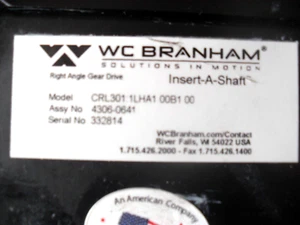 WC BRANHAM®
SOLUTIONS IN MOTION
Right Angle Gear Drive
Insert-A-Shaft
Model CRL301 1LHA1 00B1 00
Assy No 4306-0641
Serial No 332814
WCBranham.com/Contact
River Falls, WI 54022 USA
1.715.426.2000 - Fax 1.715.426.1400
An American Company